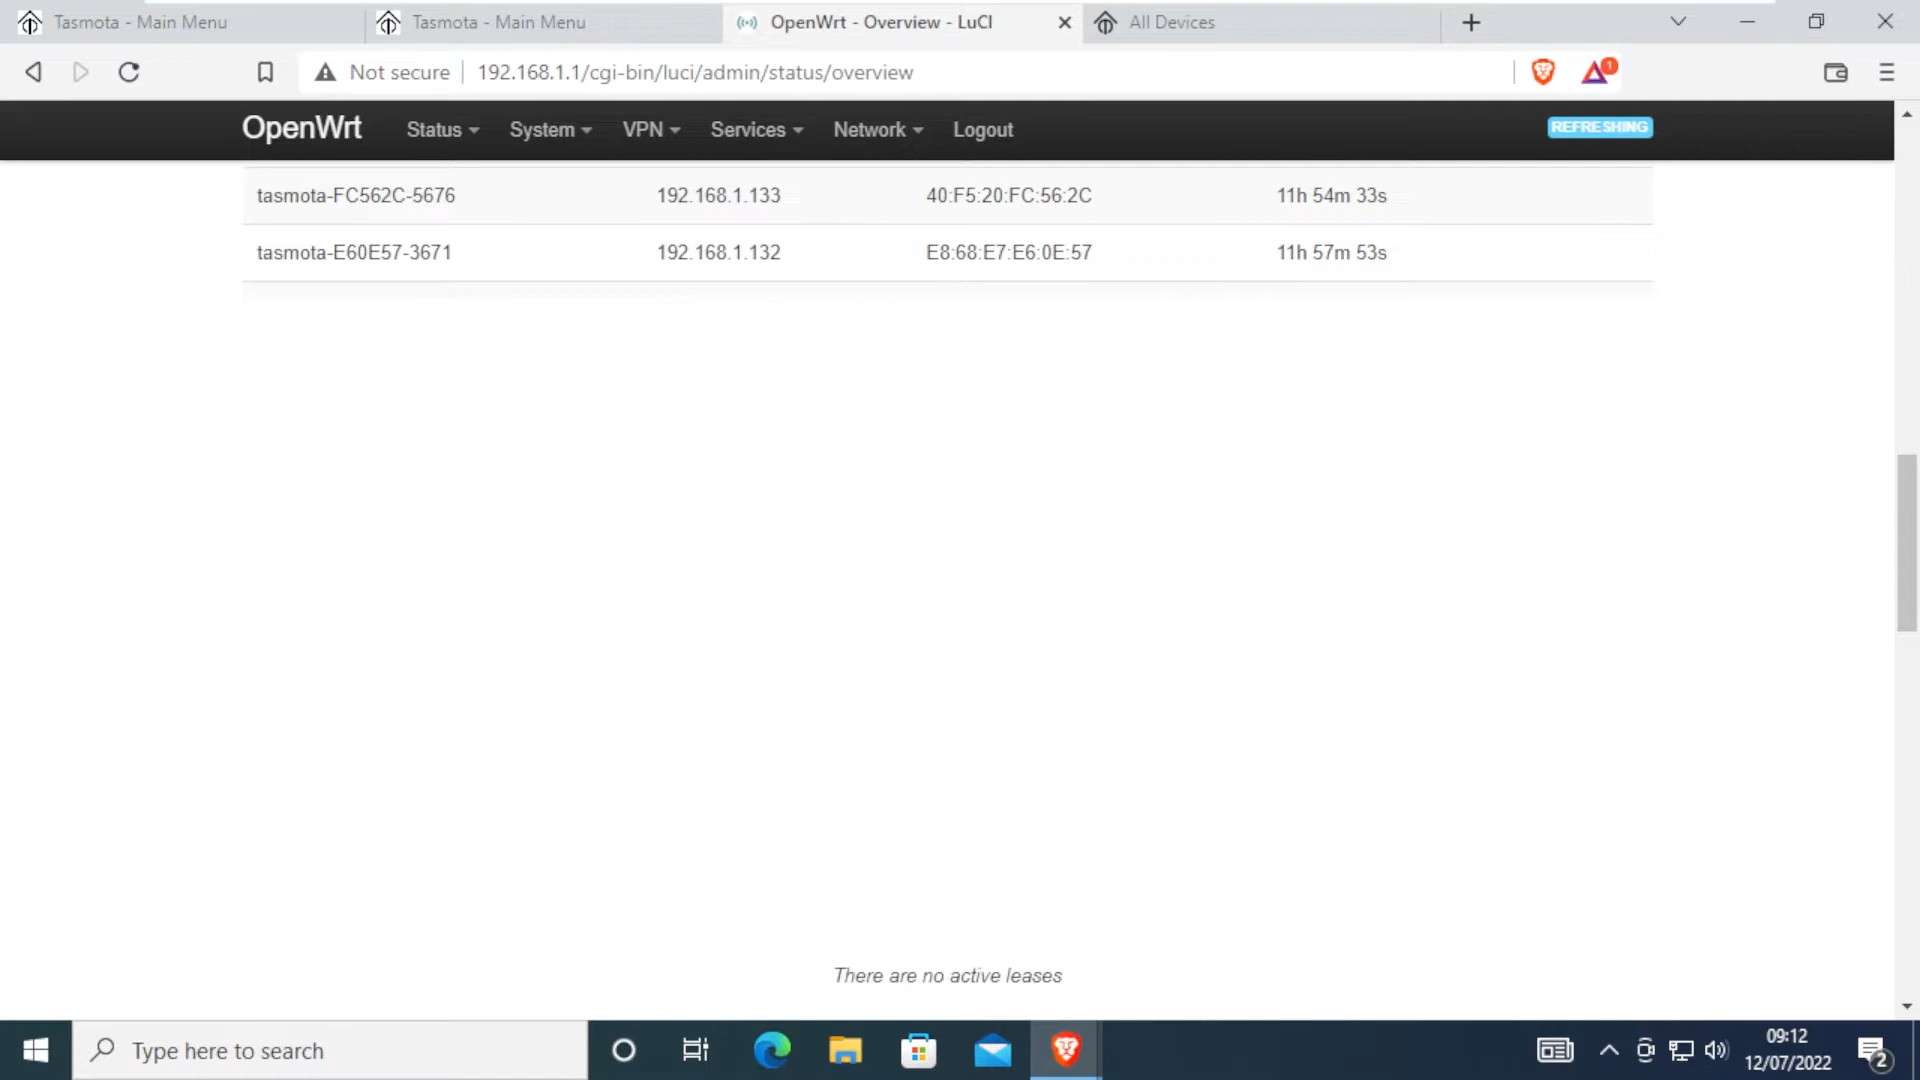 Tasmota - Main Menu
Tasmota - Main Menu
OpenWrt - Overview - LuCI
All Devices
Not secure
192.168.1.1/cgi-bin/luci/admin/status/overview
1
OpenWrt
Status
System
VPN
Services
Network
Logout
REFRESHING
tasmota-FC562C-5676 192.168.1.133 40:F5:20:FC:56:2C 11h 54m 33s
tasmota-E60E57-3671 192.168.1.132 E8:68:E7:E6:0E:57 11h 57m 53s
There are no active leases
Type here to search
09:12
12/07/2022
2